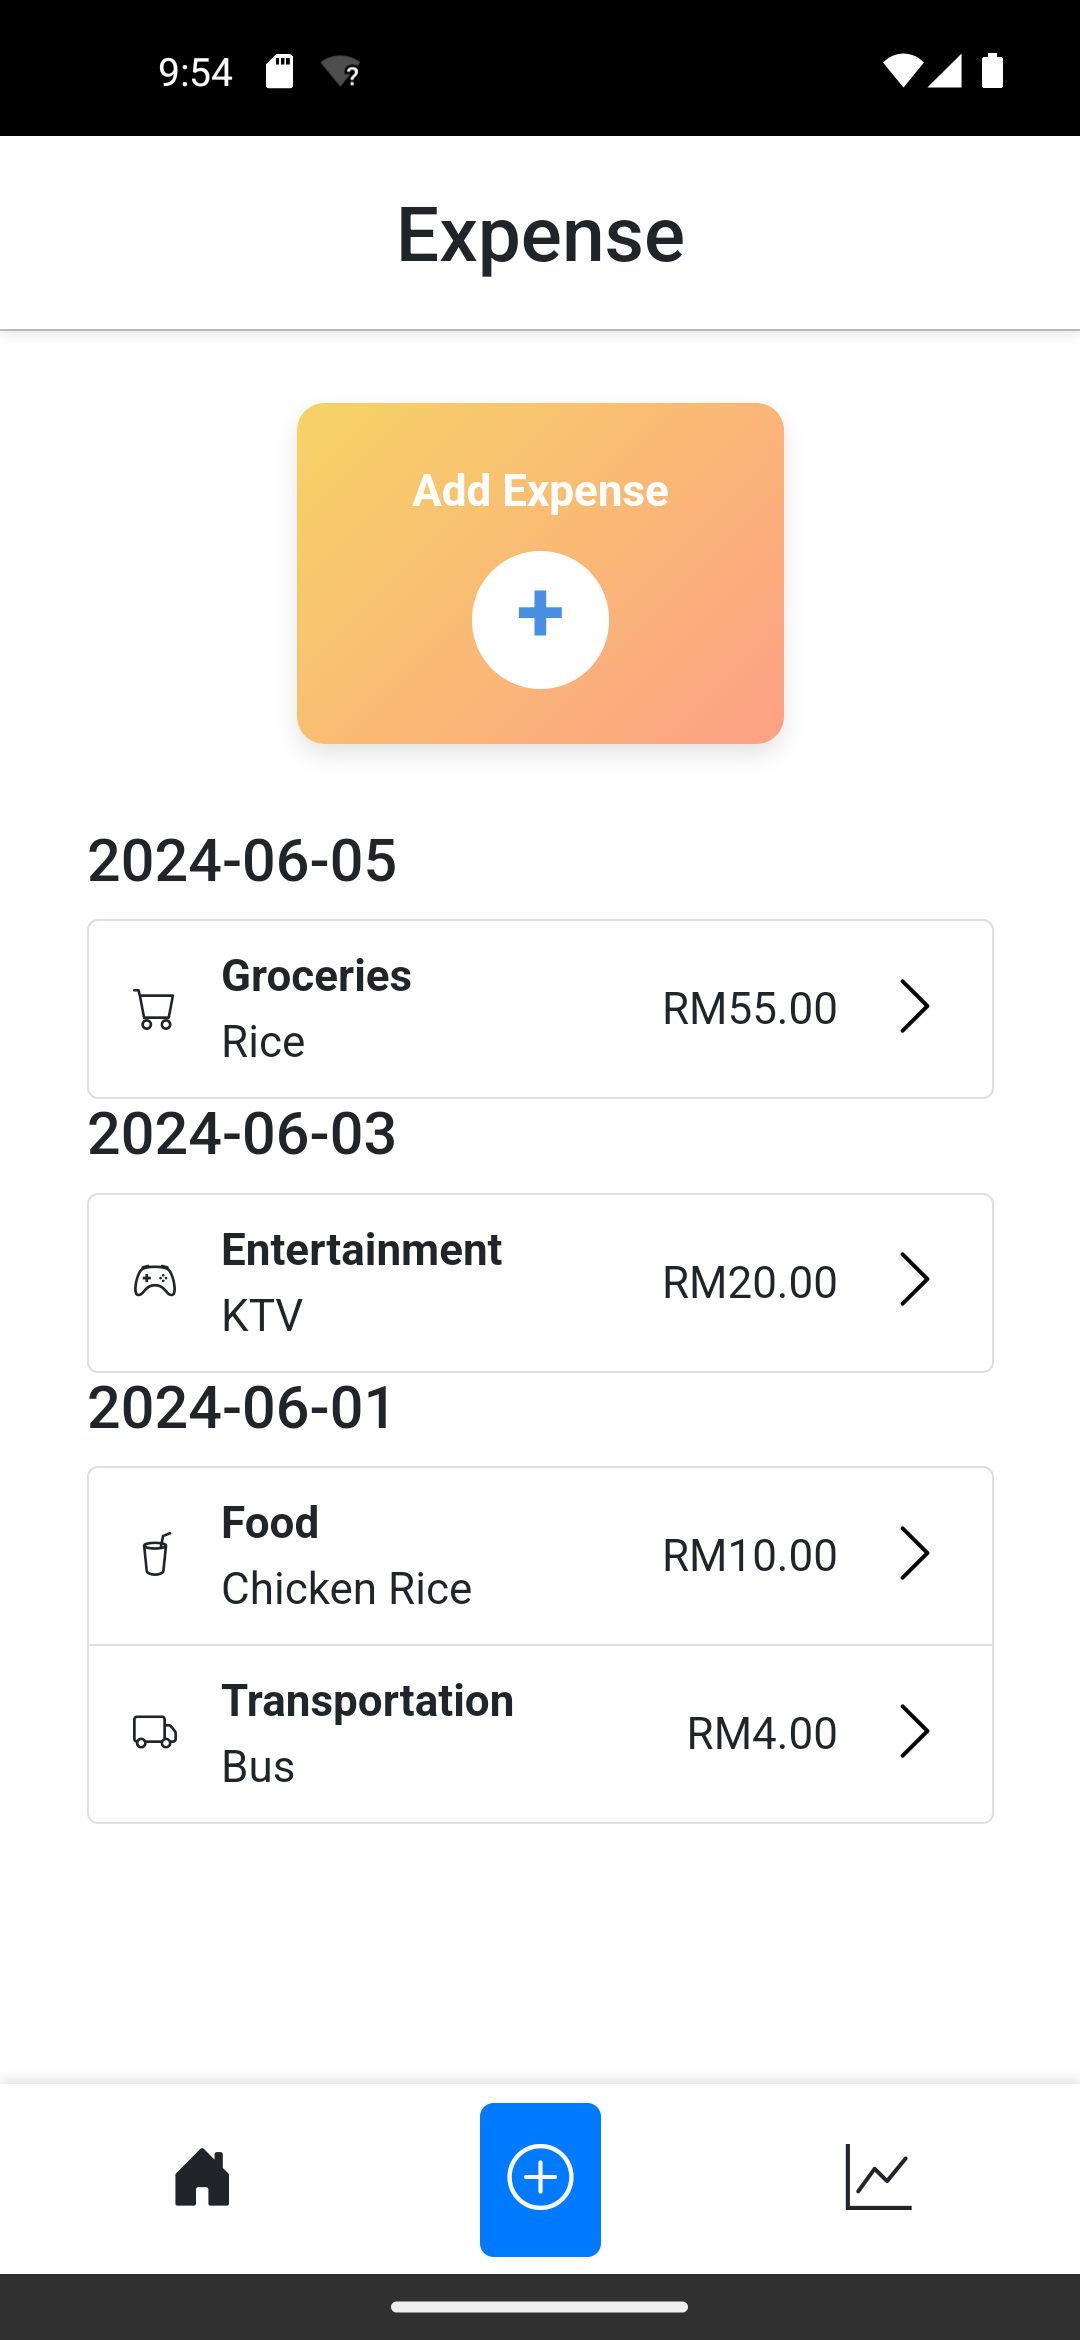 9:54
Expense
Add Expense
2024-06-05
Groceries
Rice
RM55.00
2024-06-03
Entertainment
KTV
RM20.00
2024-06-01
Food
Chicken Rice
RM10.00
Transportation
Bus
RM4.00